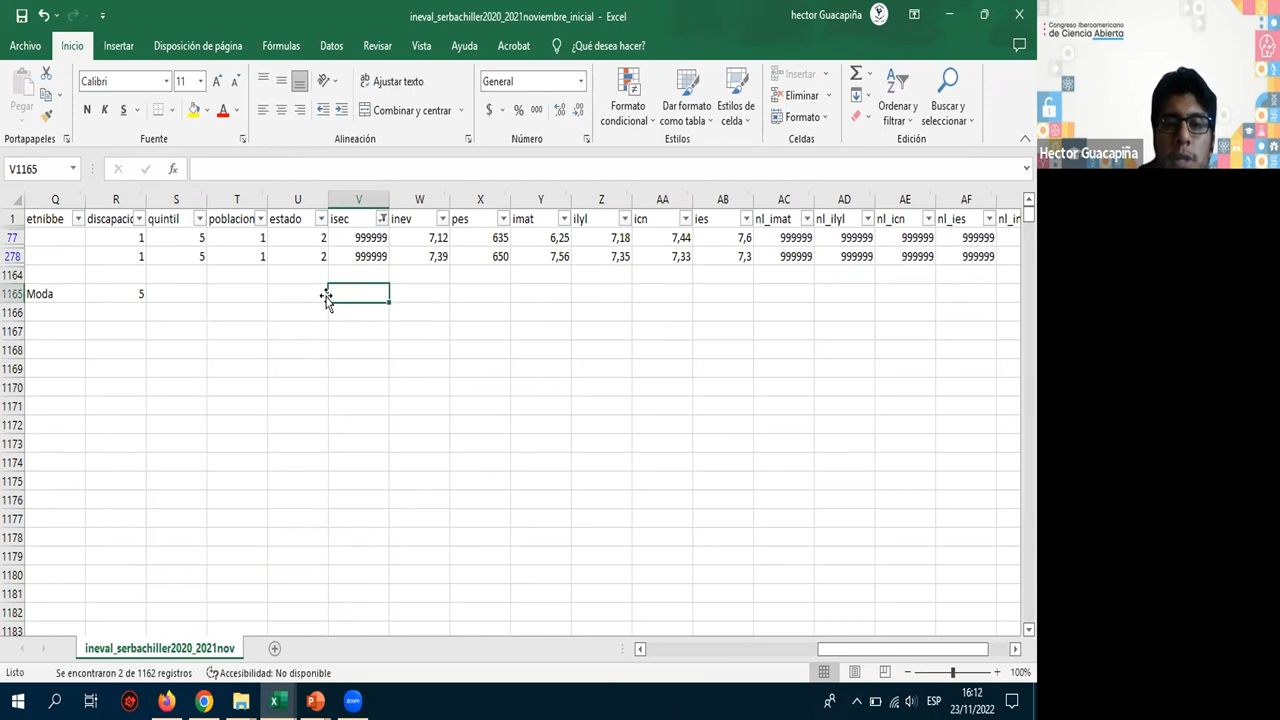 ineval_serbachiller2020_2021noviembre_inicial - Excel
hector Guacapiña
Archivo Inicio Insertar Disposición de página Fórmulas Datos Revisar Vista Ayuda Acrobat ¿Qué desea hacer?
Calibri 11 Ajustar texto General Insertar
Pegar N K S Combinar y centrar $ % 000 Formato condicional Dar formato como tabla Estilos de celda Eliminar Formato Ordenar y filtrar Buscar y seleccionar
Portapapeles Fuente Alineación Número Estilos Celdas Edición
V1165 fx
Q R S T U V W X Y Z AA AB AC AD AE AF
1 etnibbe discapacid quintil poblacion estado isec inev pes imat ilyl icn ies nl_imat nl_ilyl nl_icn nl_ies nl_in
77 1 5 1 2 999999 7,12 635 6,25 7,18 7,44 7,6 999999 999999 999999 999999
278 1 5 1 2 999999 7,39 650 7,56 7,35 7,33 7,3 999999 999999 999999 999999
1164
1165 Moda 5
1166
1167
1168
1169
1170
1171
1172
1173
1174
1175
1176
1177
1178
1179
1180
1181
1182
1183
ineval_serbachiller2020_2021nov
Listo Se encontraron 2 de 1162 registros Accesibilidad: No disponible 100%
zoom ESP 16:12
23/11/2022
Congreso Iberoamericano
de Ciencia Abierta
Hector Guacapiña